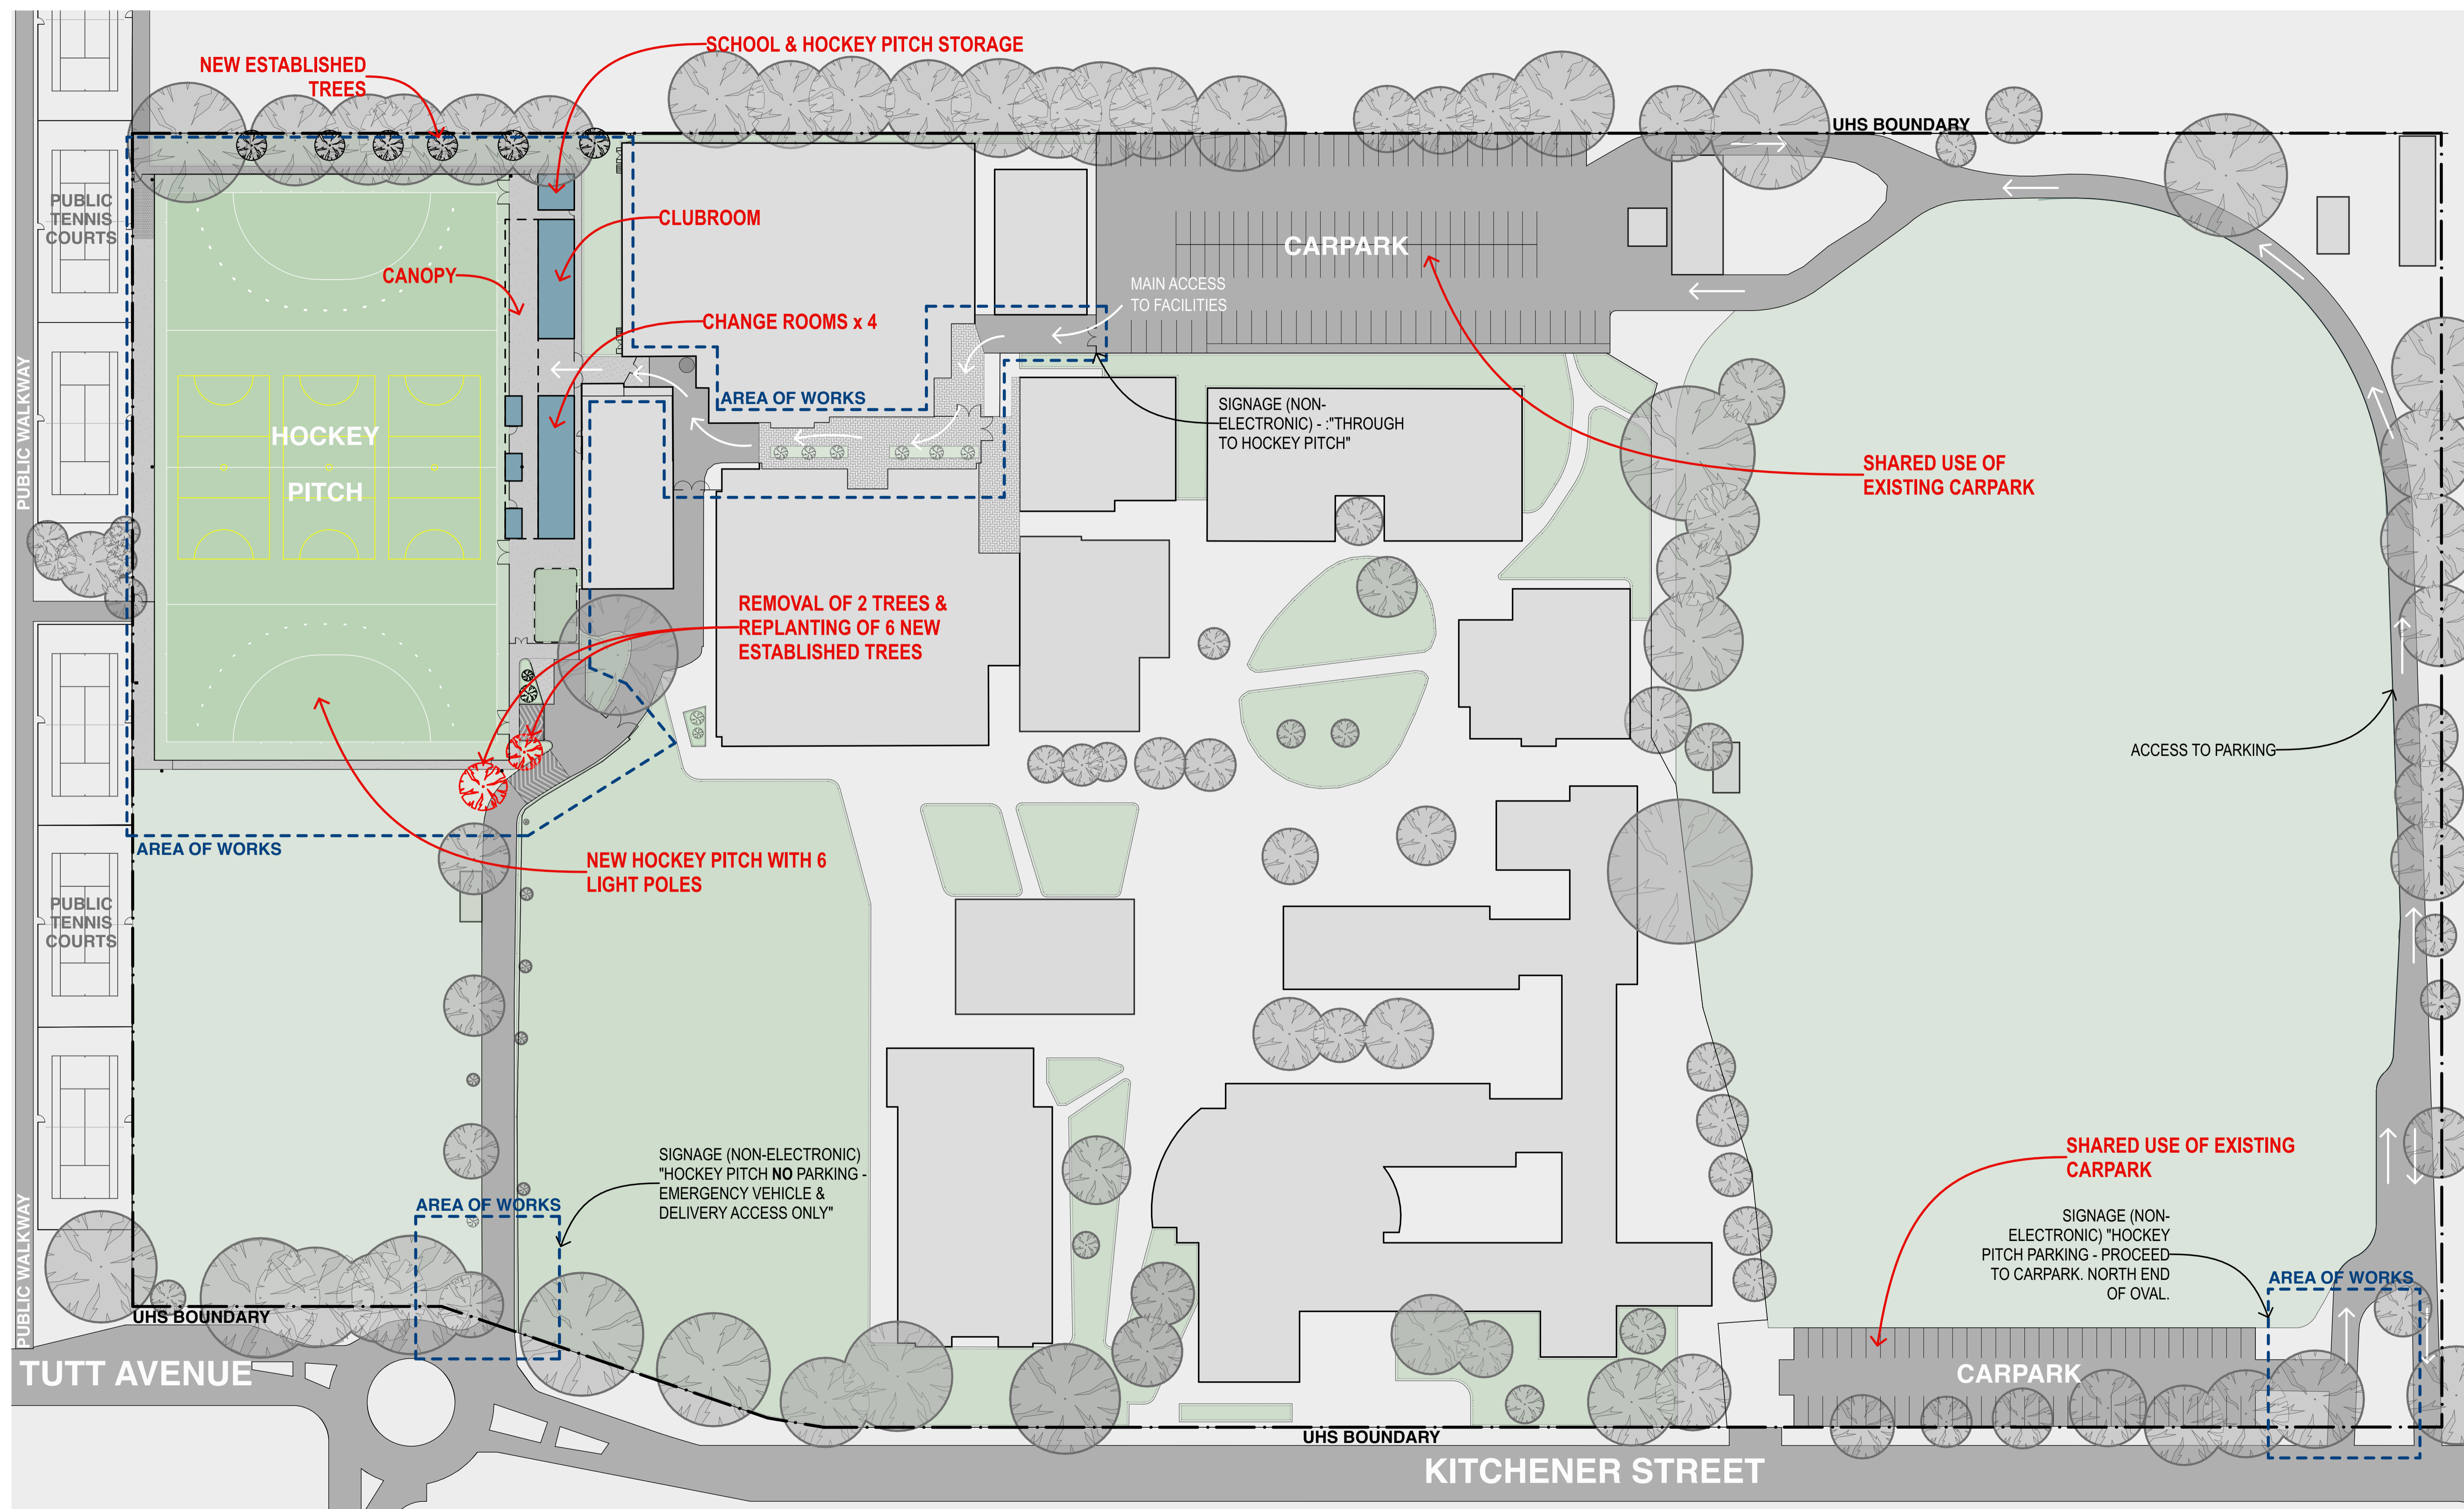 SCHOOL & HOCKEY PITCH STORAGE
NEW ESTABLISHED
TREES
UHS BOUNDARY
PUBLIC
TENNIS
COURTS
CLUBROOM
CANOPY
CARPARK
MAIN ACCESS
TO FACILITIES
CHANGE ROOMS x 4
AREA OF WORKS
SIGNAGE (NON-
ELECTRONIC) - :"THROUGH
TO HOCKEY PITCH"
HOCKEY
PITCH
PUBLIC WALKWAY
SHARED USE OF
EXISTING CARPARK
REMOVAL OF 2 TREES &
REPLANTING OF 6 NEW
ESTABLISHED TREES
ACCESS TO PARKING
AREA OF WORKS
NEW HOCKEY PITCH WITH 6
LIGHT POLES
PUBLIC
TENNIS
COURTS
SIGNAGE (NON-ELECTRONIC)
"HOCKEY PITCH NO PARKING -
EMERGENCY VEHICLE &
DELIVERY ACCESS ONLY"
AREA OF WORKS
SHARED USE OF EXISTING
CARPARK
SIGNAGE (NON-
ELECTRONIC) "HOCKEY
PITCH PARKING - PROCEED
TO CARPARK. NORTH END
OF OVAL.
AREA OF WORKS
PUBLIC WALKWAY
UHS BOUNDARY
TUTT AVENUE
CARPARK
UHS BOUNDARY
KITCHENER STREET